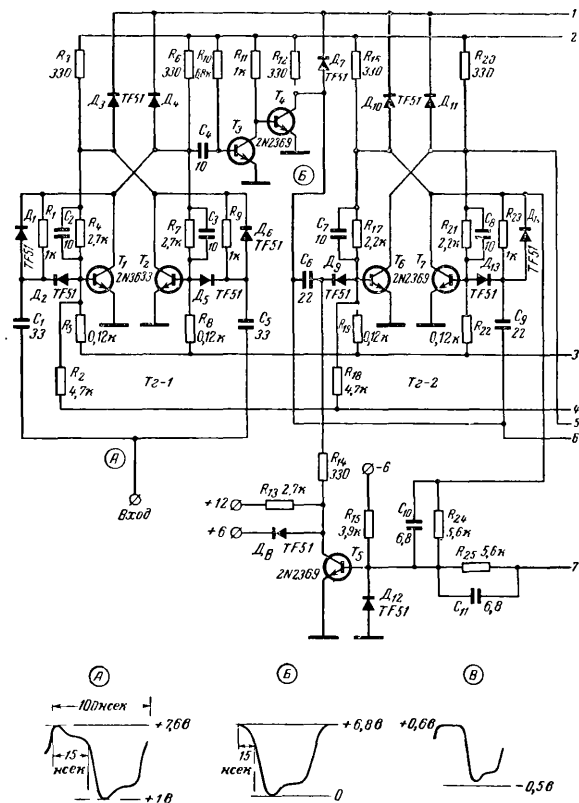 1
2
R3
330
R6
330
R10
6,8к
R11
1к
R12
330
Д7
TF51
R16
330
R20
330
Д3
TF51
Д4
Д10
TF51
Д11
T4
T3
2N2369
2N2369
C4
10
Б
Д1
TF51
R1
1к
C2
10
R4
2,7к
T1
2N3633
T2
R7
2,7к
C3
10
R9
1к
Д6
TF51
C7
10
R17
2,2к
T6
2N2369
T7
R21
2,2к
C8
10
R23
1к
Д2
TF51
Д5
TF51
C6
22
Д9
TF51
Д13
TF51
C1
33
R5
0,12к
R8
0,12к
C5
33
R19
0,12к
0,12к
R22
C9
22
3
R2
4,7к
Тг-1
R18
4,7к
Тг-2
4
5
6
А
Вход
R14
330
-6
+12
R13
2,7к
+6
Д8
TF51
R15
3,9к
C10
6,8
R24
5,6к
R25
5,6к
7
T5
2N2369
Д12
TF51
C11
6,8
А
Б
В
100нсек
+7,6в
15
нсек
+1в
+6,8в
15
нсек
0
+0,6в
-0,5в